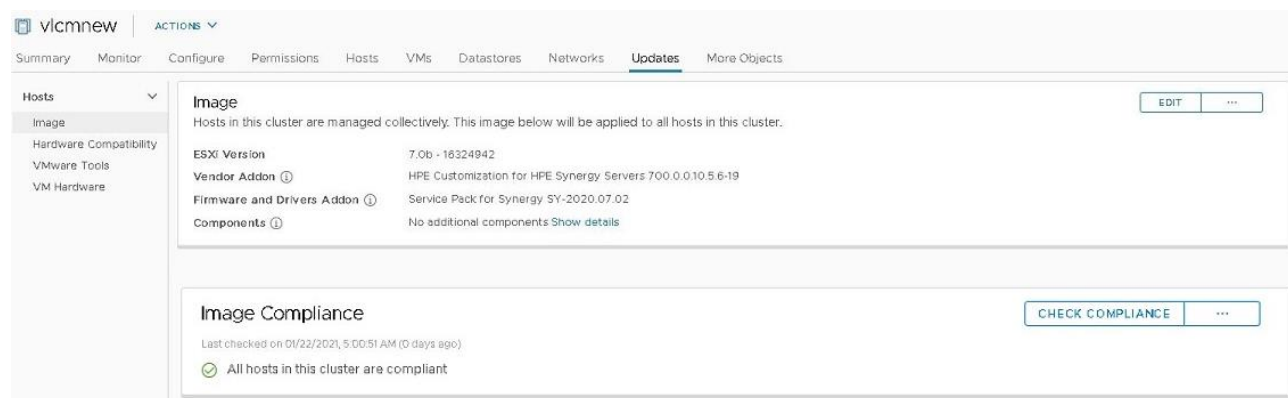 vlcmnew ACTIONS
Summary Monitor Configure Permissions Hosts VMs Datastores Networks Updates More Objects
Hosts
Image
Hardware Compatibility
VMware Tools
VM Hardware
Image
EDIT ...
Hosts in this cluster are managed collectively. This image below will be applied to all hosts in this cluster.
ESXi Version 7.0b - 16324942
Vendor Addon HPE Customization for HPE Synergy Servers 700.0.0.10.5.6-19
Firmware and Drivers Addon Service Pack for Synergy SY-2020.07.02
Components No additional components Show details
Image Compliance
CHECK COMPLIANCE ...
Last checked on 01/22/2021, 5:00:51 AM (0 days ago)
All hosts in this cluster are compliant